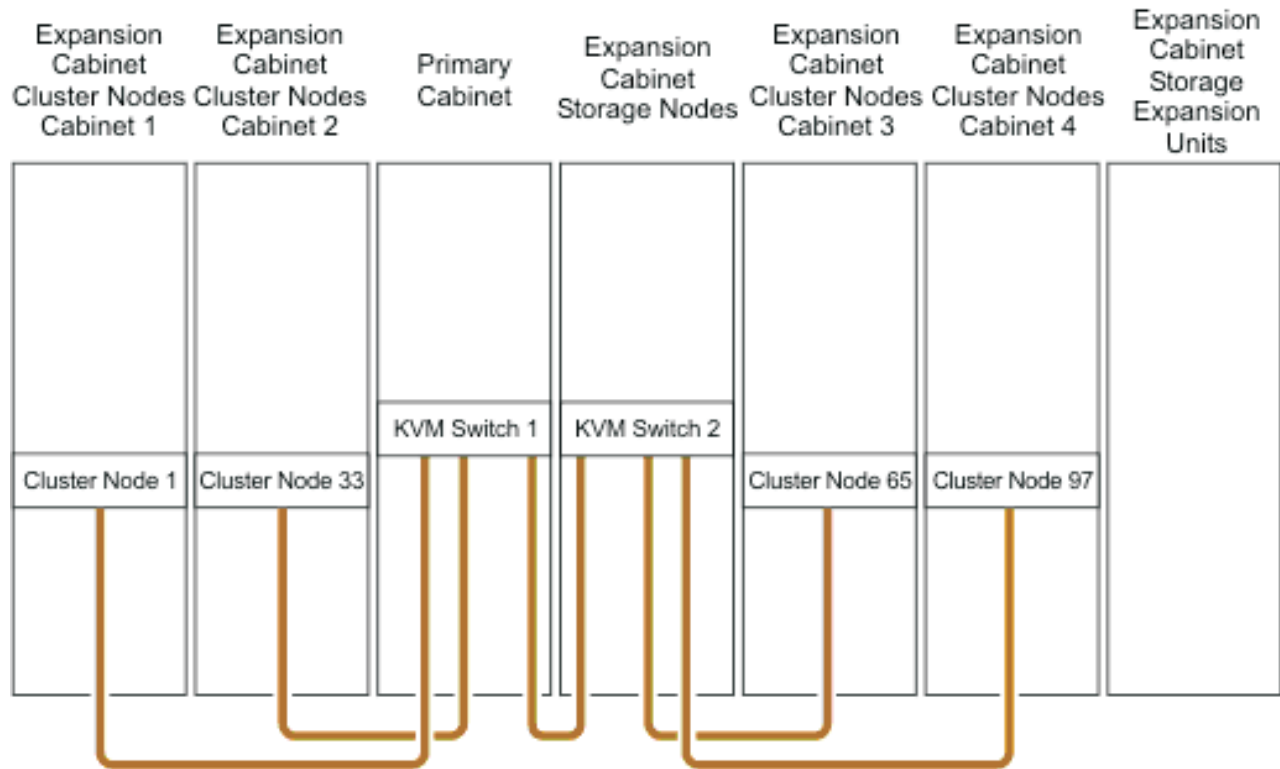 Expansion
Cabinet
Cluster Nodes
Cabinet 1
Expansion
Cabinet
Cluster Nodes
Cabinet 2
Primary
Cabinet
Expansion
Cabinet
Storage Nodes
Expansion
Cabinet
Cluster Nodes
Cabinet 3
Expansion
Cabinet
Cluster Nodes
Cabinet 4
Expansion
Cabinet
Storage
Expansion
Units
KVM Switch 1
KVM Switch 2
Cluster Node 1
Cluster Node 33
Cluster Node 65
Cluster Node 97